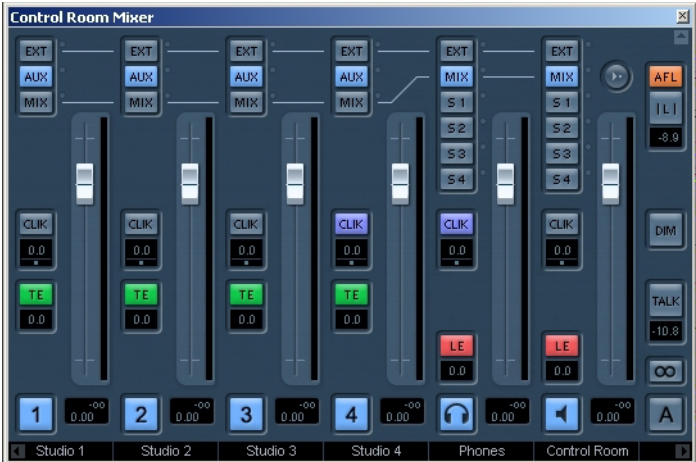 Control Room Mixer
EXT EXT EXT EXT EXT EXT
AUX AUX AUX AUX MIX MIX AFL
MIX MIX MIX MIX S 1 S 1 | L |
S 2 S 2 -8.9
S 3 S 3
S 4 S 4
CLIK CLIK CLIK CLIK CLIK CLIK DIM
0.0 0.0 0.0 0.0 0.0 0.0
TE TE TE TE TALK
0.0 0.0 0.0 0.0 -10.8
LE LE
0.0 0.0 ∞
1 2 3 4 A
-oo -oo -oo -oo -oo -oo
0.00 0.00 0.00 0.00 0.00 0.00
Studio 1 Studio 2 Studio 3 Studio 4 Phones Control Room